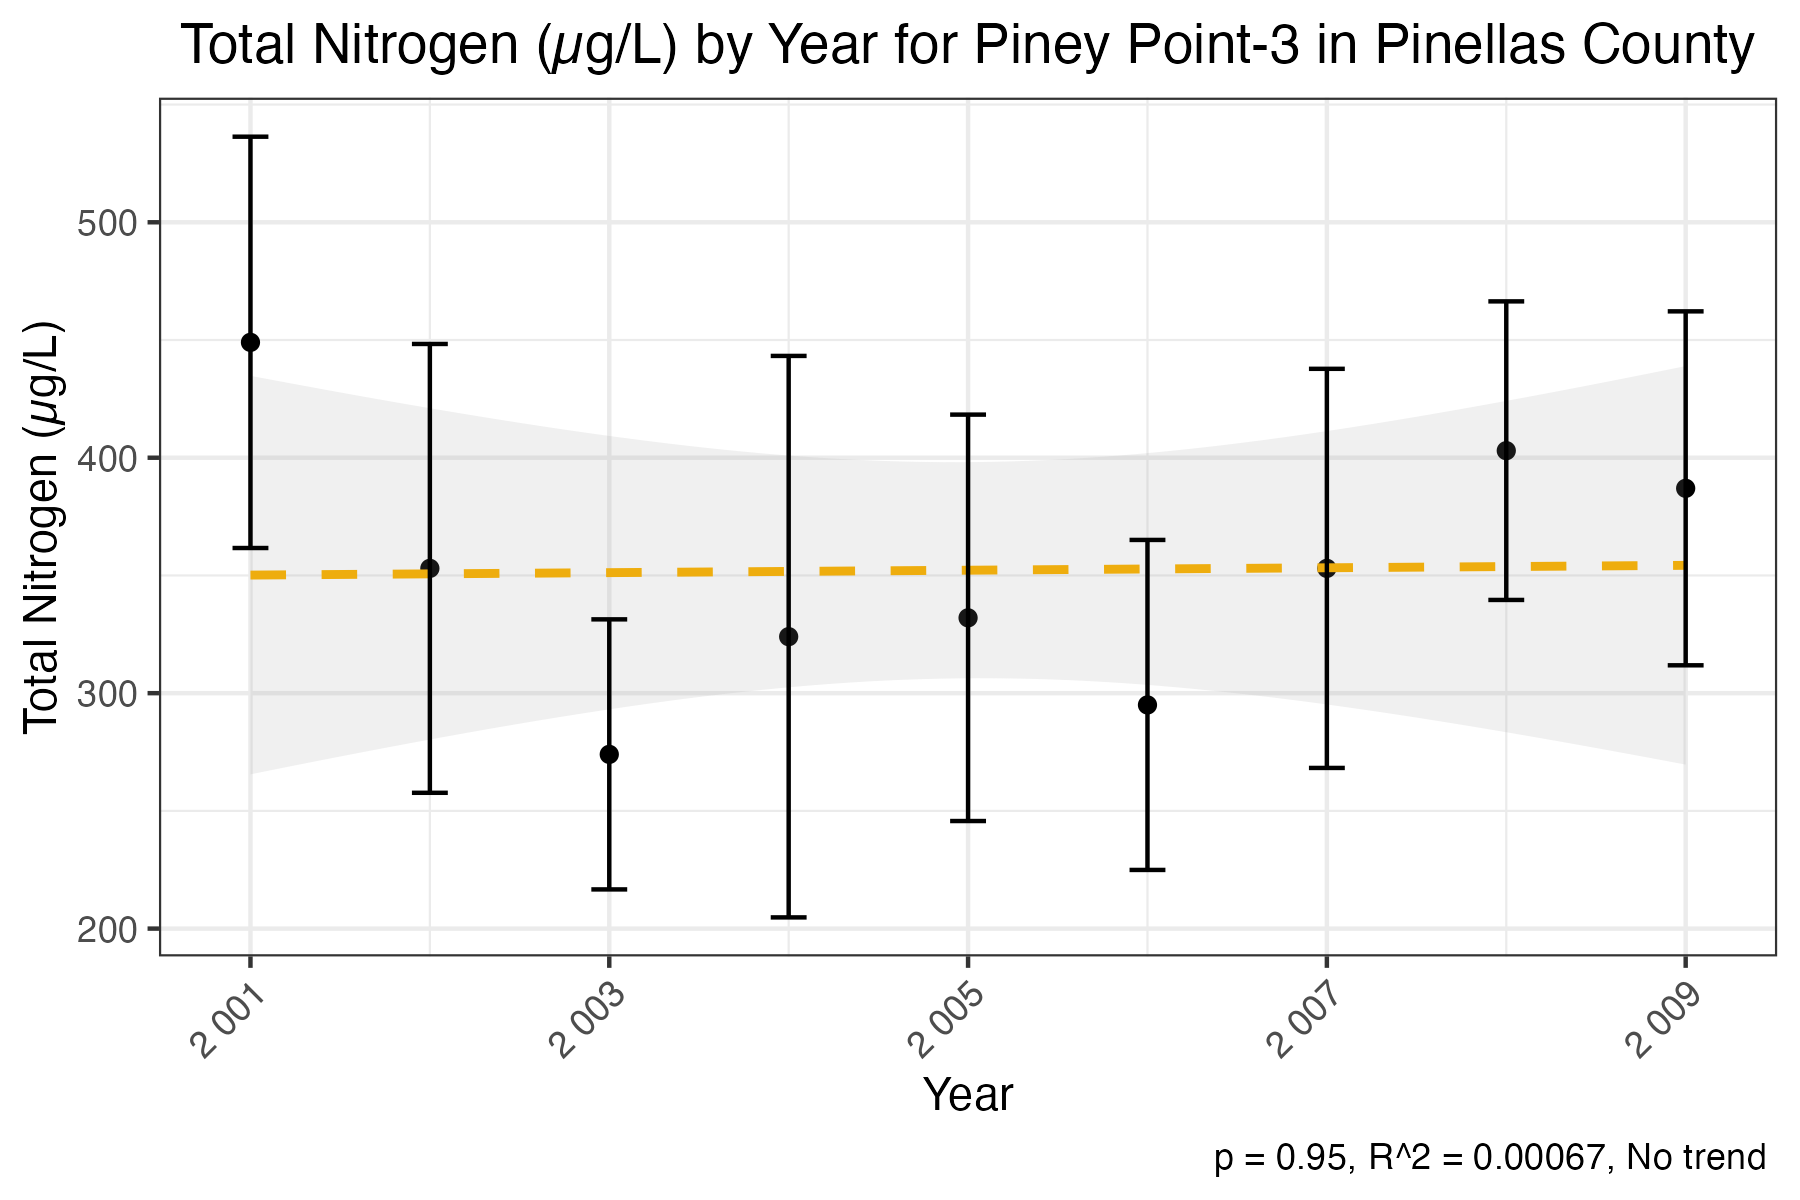 Total Nitrogen (µg/L) by Year for Piney Point-3 in Pinellas County
Total Nitrogen (µg/L)
500
400
300
200
2 001
2 003
2 005
2 007
2 009
Year
p = 0.95, R^2 = 0.00067, No trend